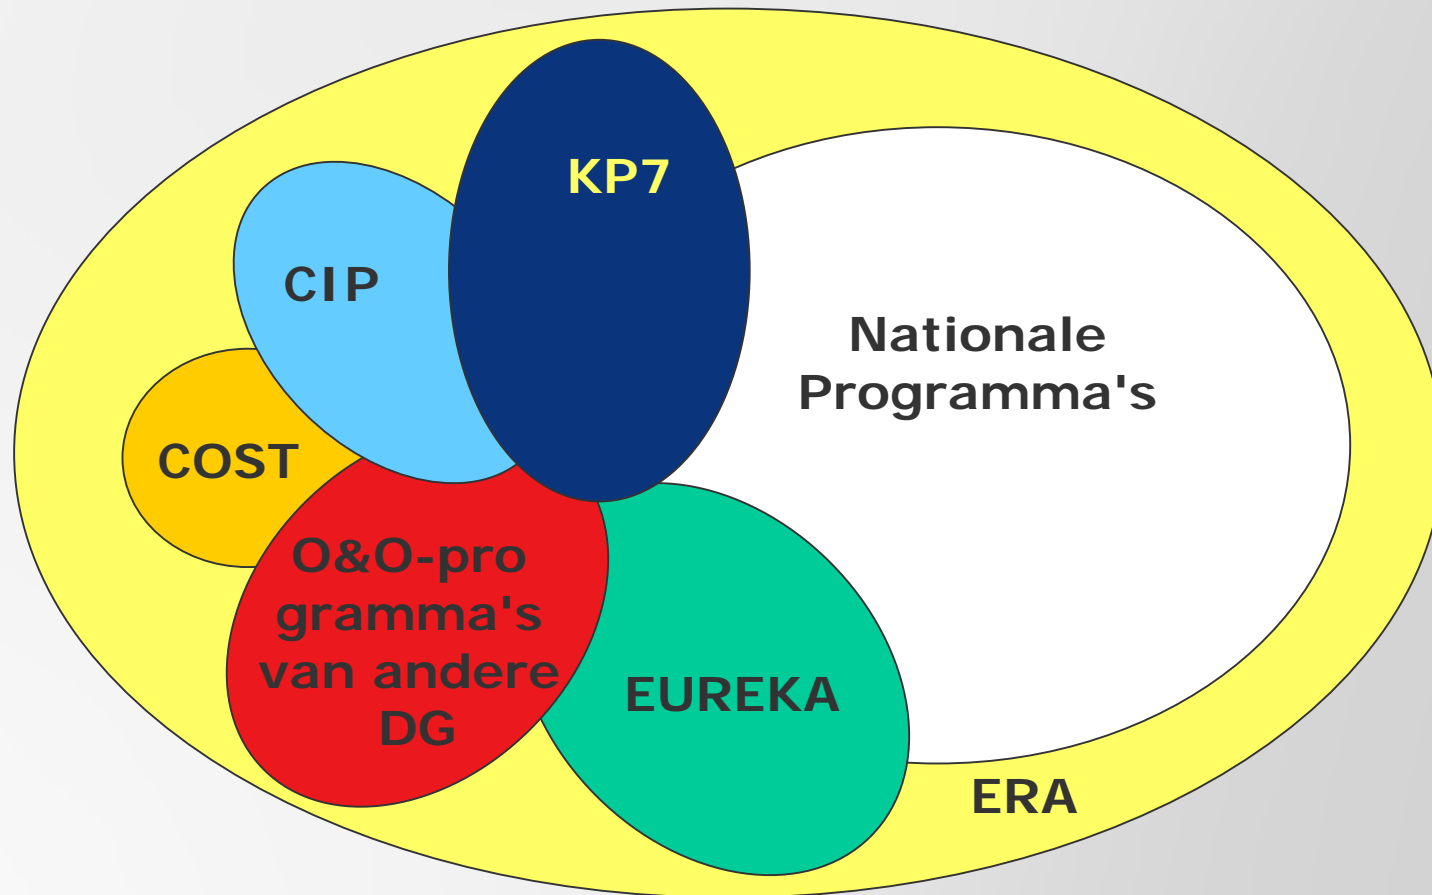 KP7
CIP
Nationale
Programma's
COST
O&O-pro
gramma's
van andere
DG
EUREKA
ERA